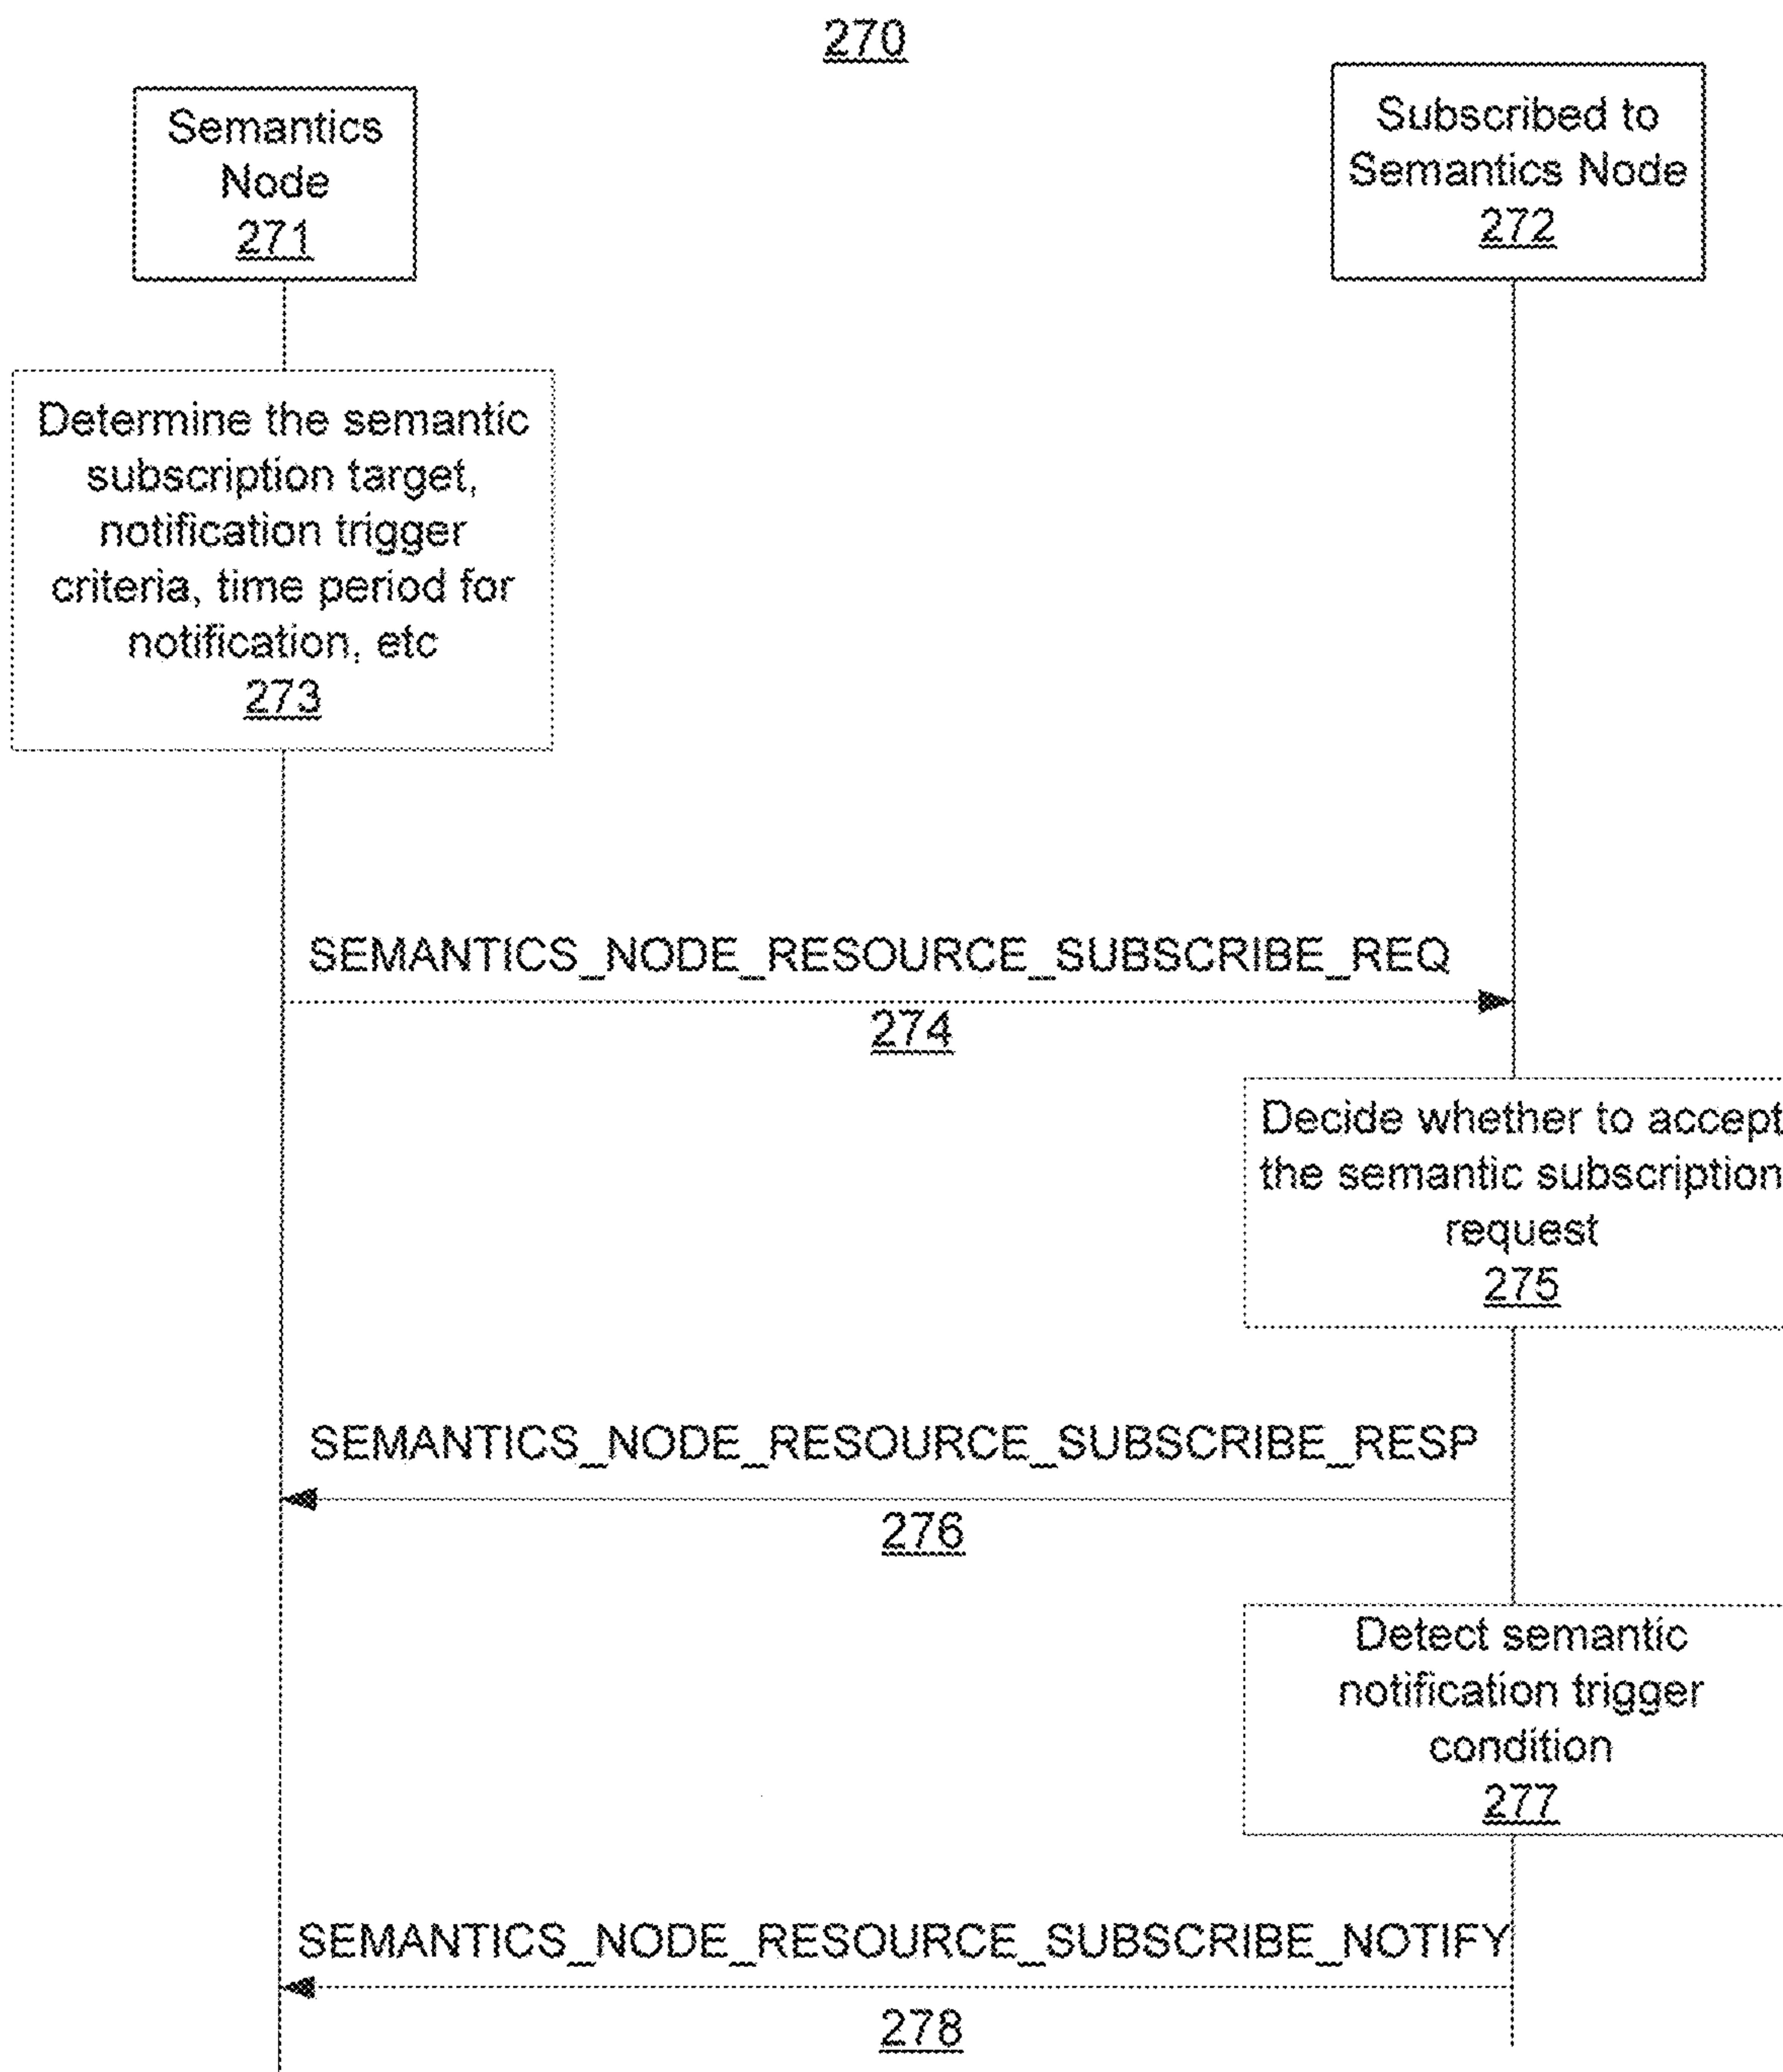 270
Semantics
Node
271
Subscribed to
Semantics Node
272
Determine the semantic
subscription target,
notification trigger
criteria, time period for
notification, etc
273
SEMANTICS_NODE_RESOURCE_SUBSCRIBE_REQ
274
Decide whether to accept
the semantic subscription
request
275
SEMANTICS_NODE_RESOURCE_SUBSCRIBE_RESP
276
Detect semantic
notification trigger
condition
277
SEMANTICS_NODE_RESOURCE_SUBSCRIBE_NOTIFY
278